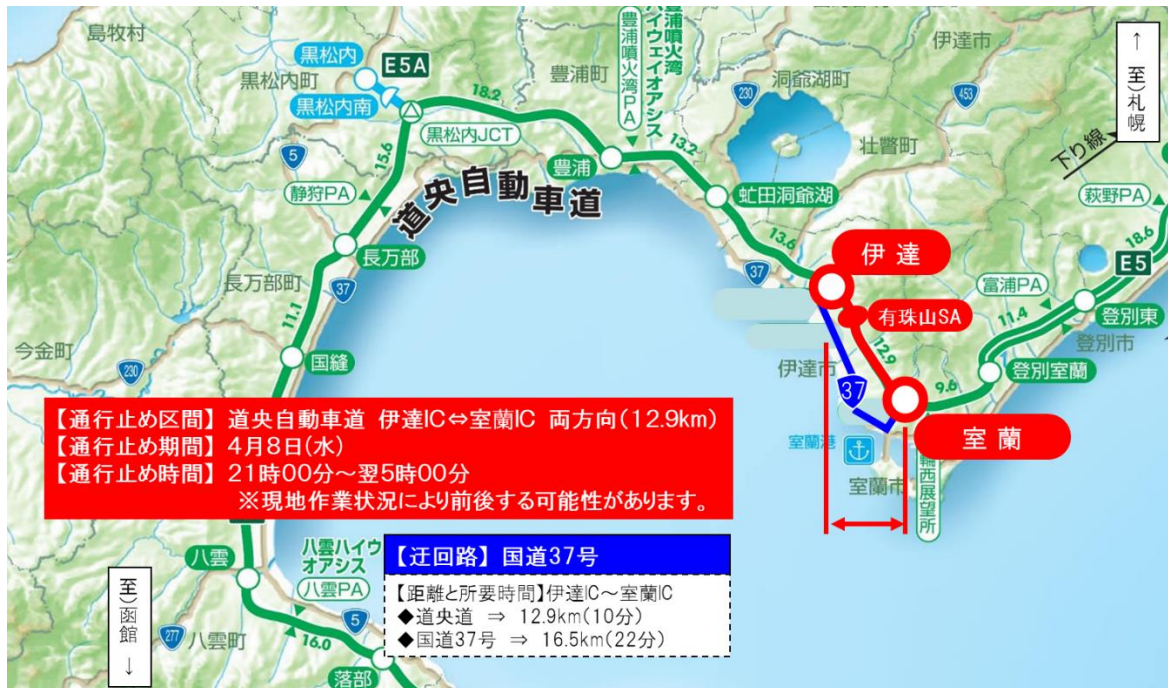 島牧村
黒松内
黒松内町
E5A
黒松内南
18.2
豊浦町
豊浦噴火湾PA
豊浦噴火湾
ハイウェイオアシス
230
洞爺湖町
伊達市
453
↑至)札幌
下り線
壮瞥町
萩野PA
18.6
E5
5
15.6
黒松内JCT
静狩PA
豊浦
13.2
虻田洞爺湖
道央自動車道
長万部
長万部町
37
11.1
13.6
37
伊達
有珠山SA
富浦PA
11.4
登別東
登別市
今金町
230
国縫
伊達市
12.9
37
9.6
登別室蘭
室蘭
室蘭港
室蘭市
輪西展望所
【通行止め区間】 道央自動車道 伊達IC⇔室蘭IC 両方向(12.9km)
【通行止め期間】 4月8日(水)
【通行止め時間】 21時00分～翌5時00分
※現地作業状況により前後する可能性があります。
八雲
八雲ハイウ
オアシス
八雲PA
【迂回路】 国道37号
【距離と所要時間】伊達IC～室蘭IC
◆道央道 ⇒ 12.9km(10分)
◆国道37号 ⇒ 16.5km(22分)
至)函館↓
277
八雲町
16.0
5
落部